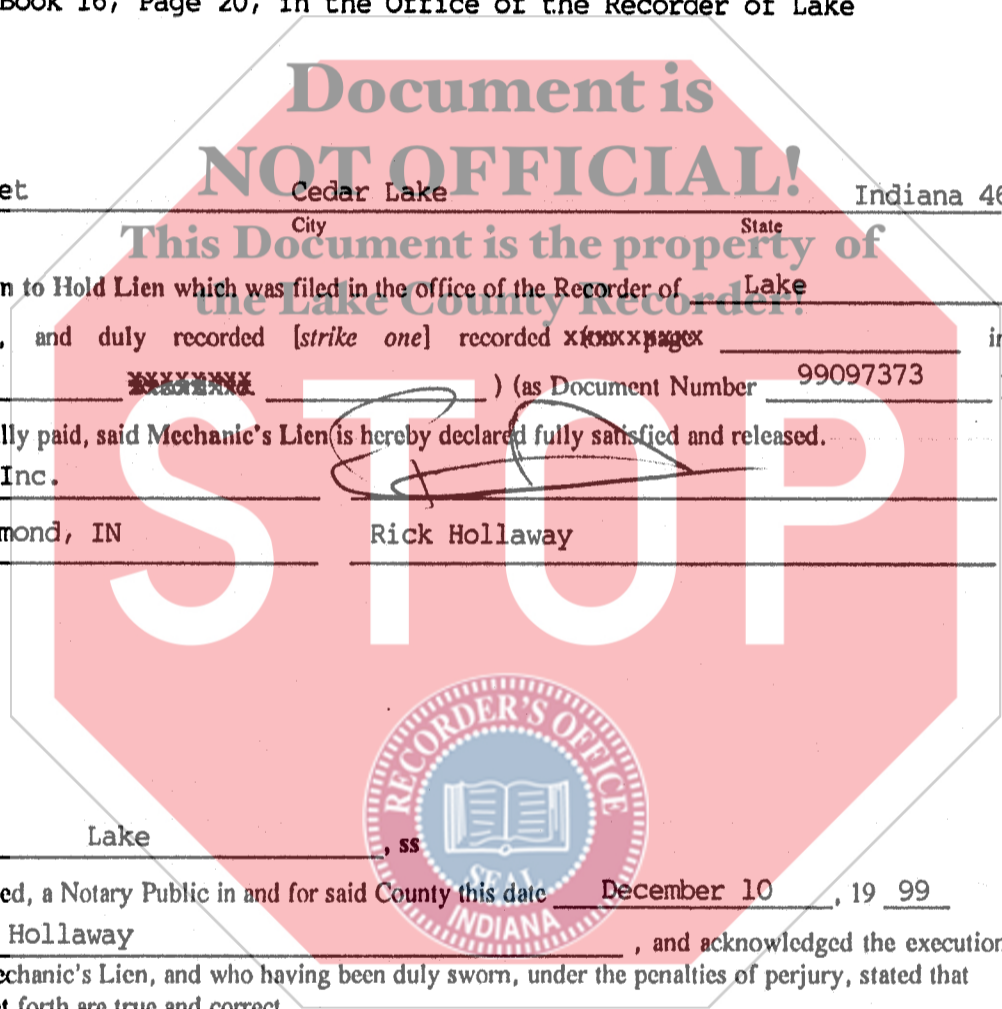 Book 16, Page 20, in the Office of the Recorder of Lake
Document is
NOT OFFICIAL!
et Cedar Lake Indiana 46
City State
This Document is the property of
n to Hold Lien which was filed in the office of the Recorder of Lake
the Lake County Recorder!
, and duly recorded [strike one] recorded in
) (as Document Number 99097373
lly paid, said Mechanic's Lien is hereby declared fully satisfied and released.
Inc.
mond, IN Rick Hollaway
STOP
RECORDER'S OFFICE
SEAL
INDIANA
Lake , ss
ed, a Notary Public in and for said County this date December 10 , 19 99
Hollaway , and acknowledged the execution
echanic's Lien, and who having been duly sworn, under the penalties of perjury, stated that
t forth are true and correct